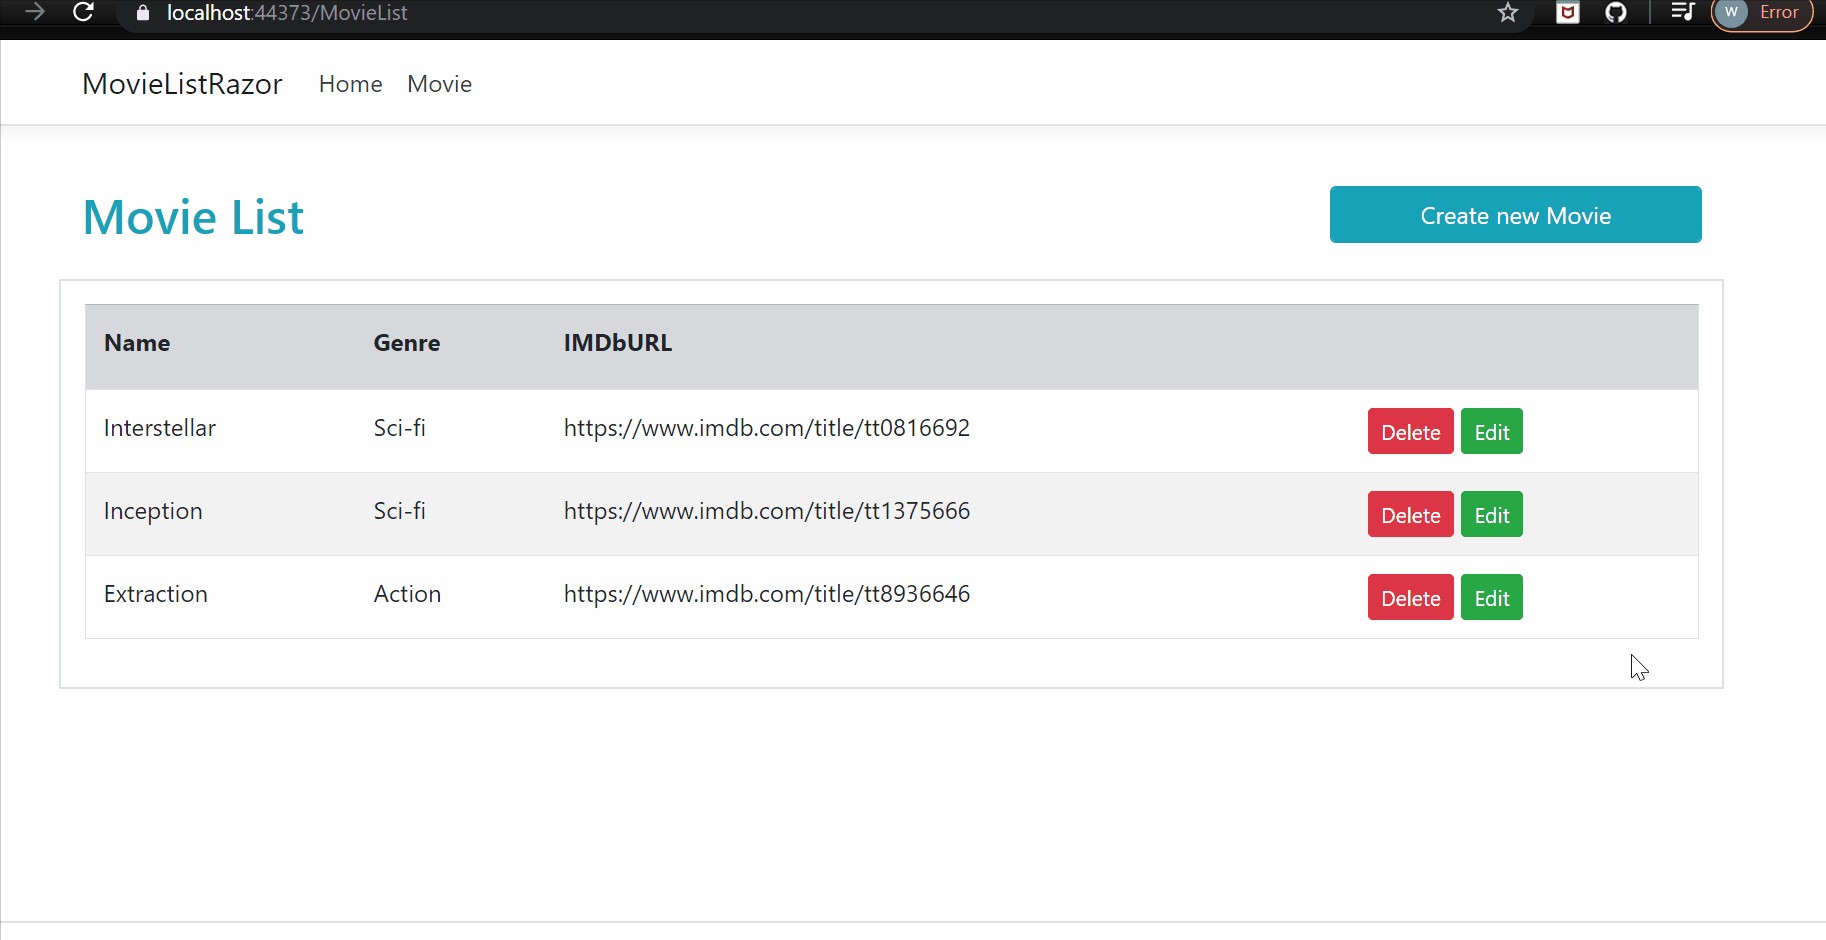 localhost:44373/MovieList
W Error
MovieListRazor Home Movie
Movie List
Create new Movie
Name Genre IMDbURL
Interstellar Sci-fi https://www.imdb.com/title/tt0816692 Delete Edit
Inception Sci-fi https://www.imdb.com/title/tt1375666 Delete Edit
Extraction Action https://www.imdb.com/title/tt8936646 Delete Edit